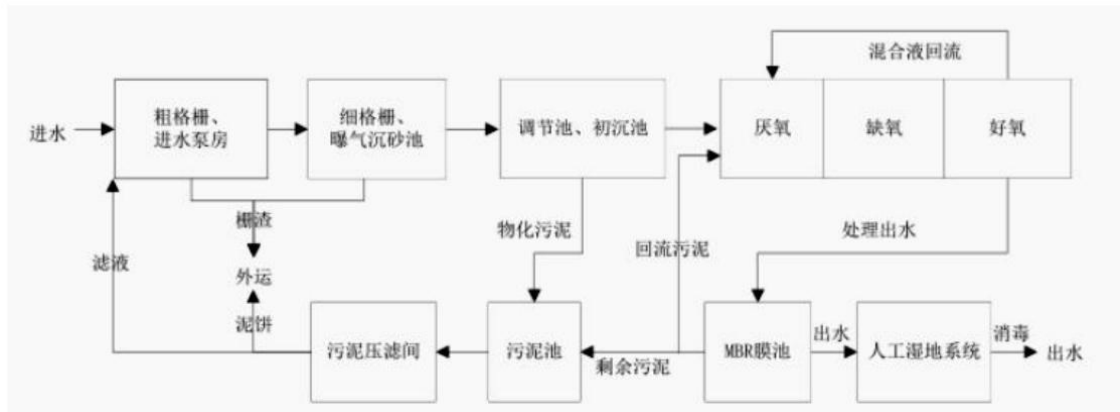 混合液回流
进水
粗格栅、
进水泵房
细格栅、
曝气沉砂池
调节池、初沉池
厌氧
缺氧
好氧
栅渣
物化污泥
回流污泥
处理出水
滤液
外运
泥饼
污泥压滤间
污泥池
剩余污泥
MBR膜池
出水
人工湿地系统
消毒
出水